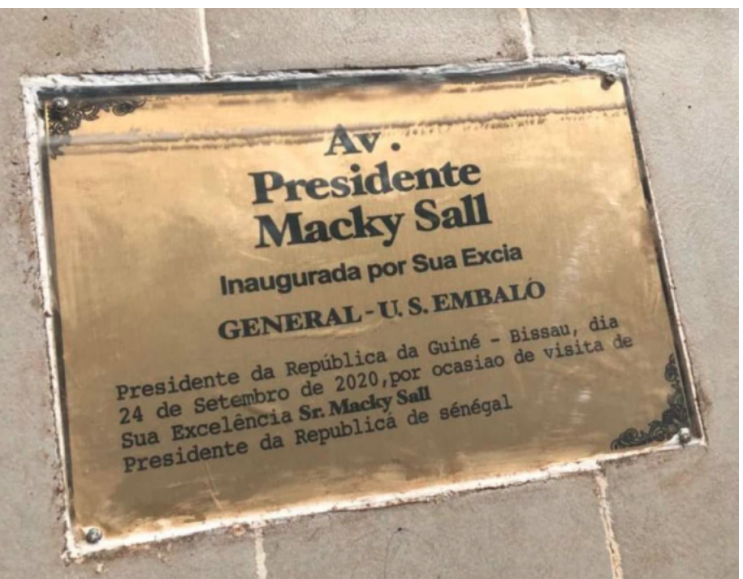 Av .
Presidente
Macky Sall
Inaugurada por Sua Excia
GENERAL - U. S. EMBALÓ
Presidente da República da Guiné - Bissau, dia
24 de Setembro de 2020,por ocasiao de visita de
Sua Excelência Sr. Macky Sall
Presidente da Republica de sénégal